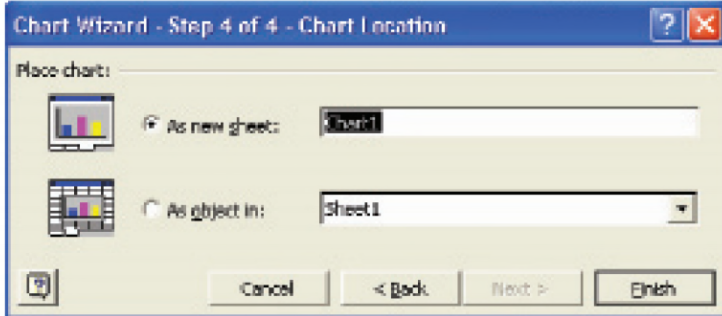 Chart Wizard - Step 4 of 4 - Chart Location
Place chart:
As new sheet: Chart1
As object in: Sheet1
Cancel < Back Next > Finish